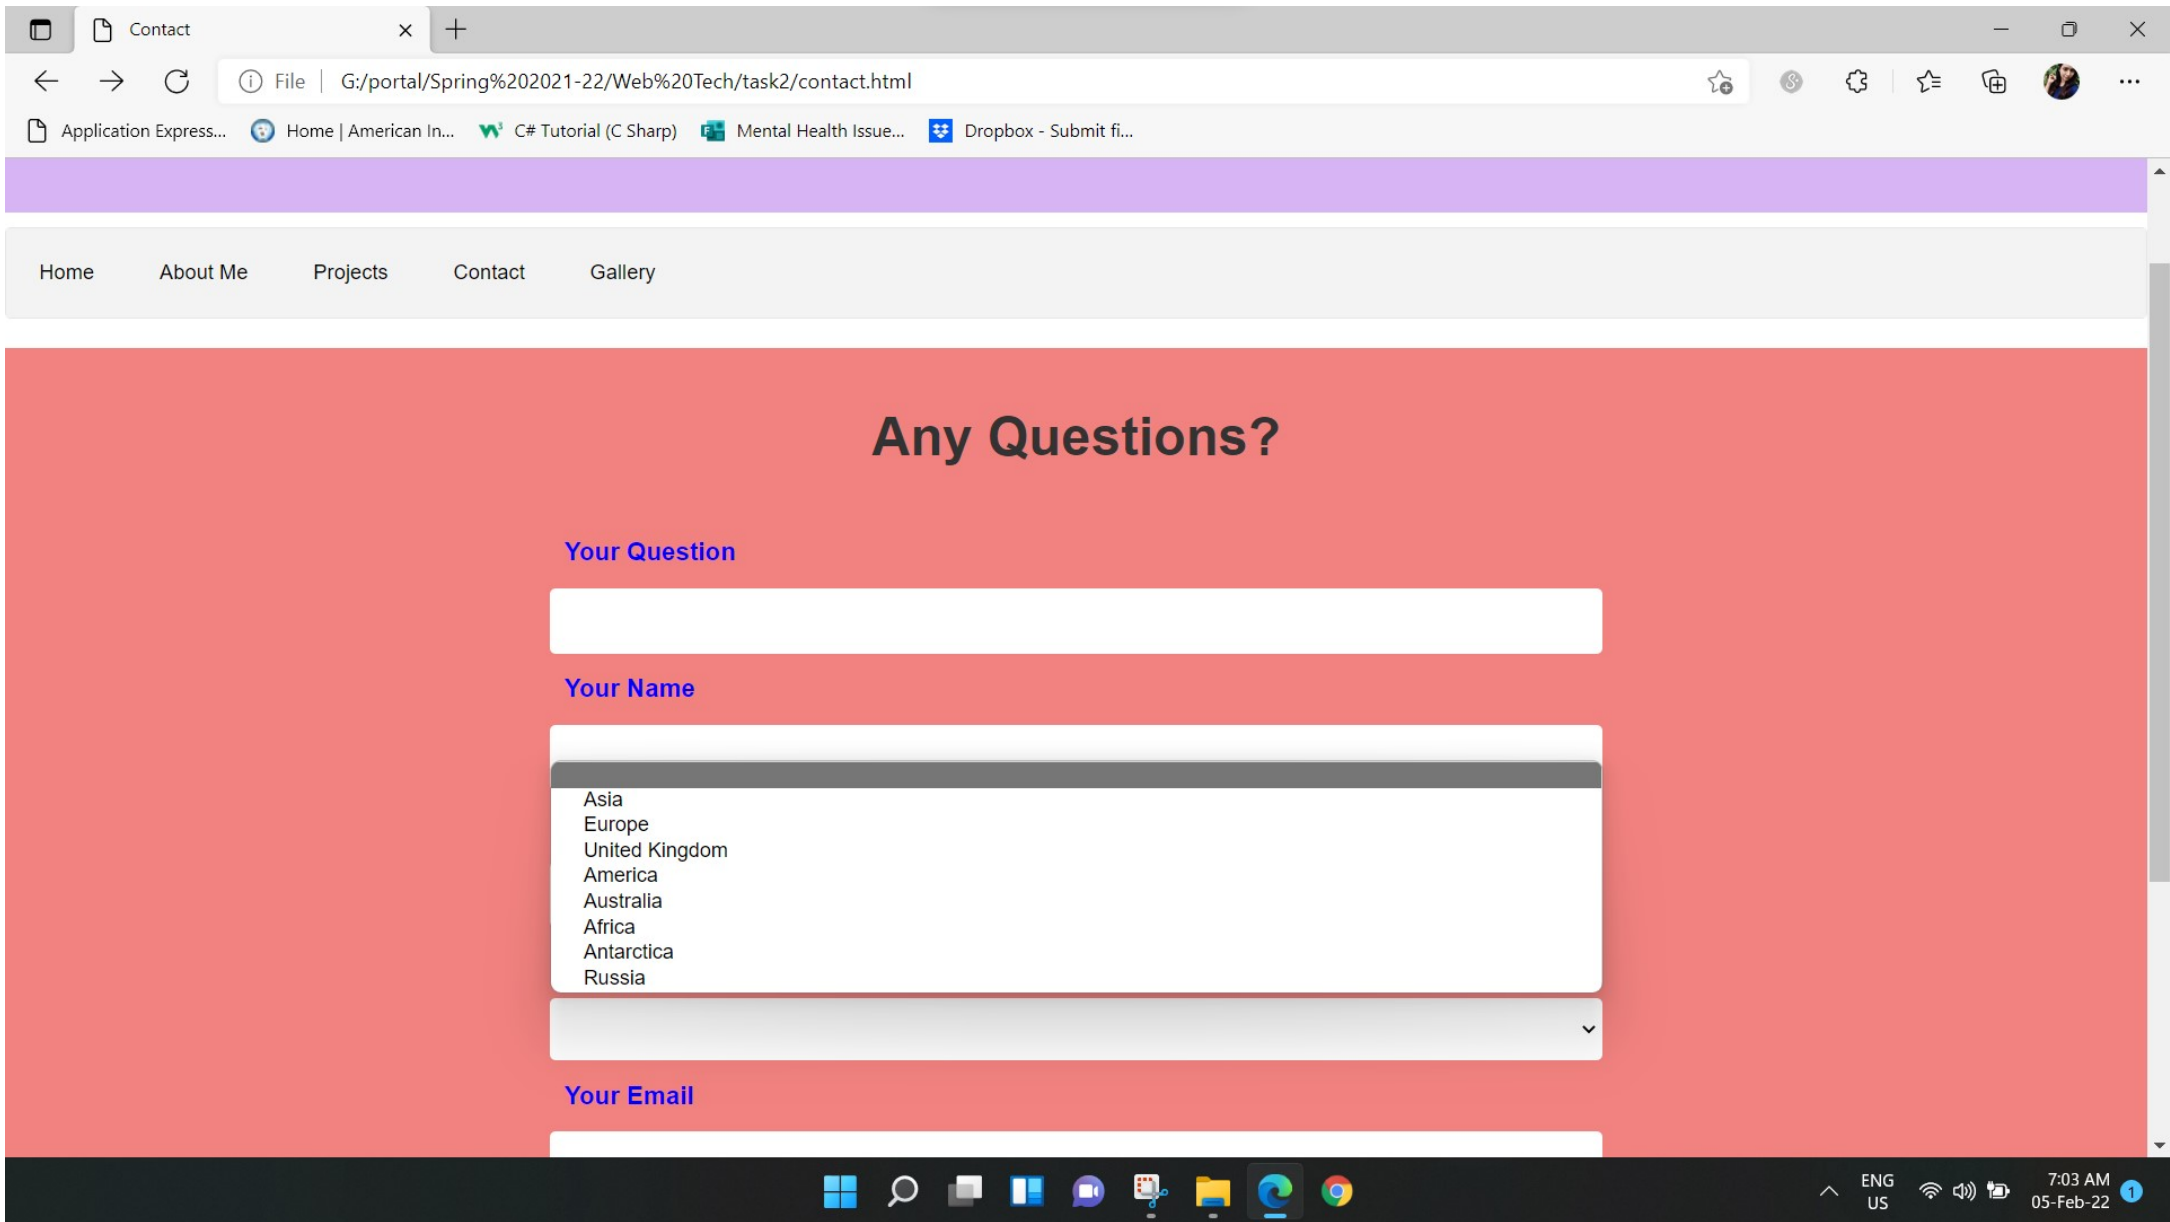 Contact
File G:/portal/Spring%202021-22/Web%20Tech/task2/contact.html
Application Express... Home | American In... C# Tutorial (C Sharp) Mental Health Issue... Dropbox - Submit fi...
Home About Me Projects Contact Gallery
Any Questions?
Your Question
Your Name
Asia
Europe
United Kingdom
America
Australia
Africa
Antarctica
Russia
Your Email
ENG 7:03 AM
US 05-Feb-22 1